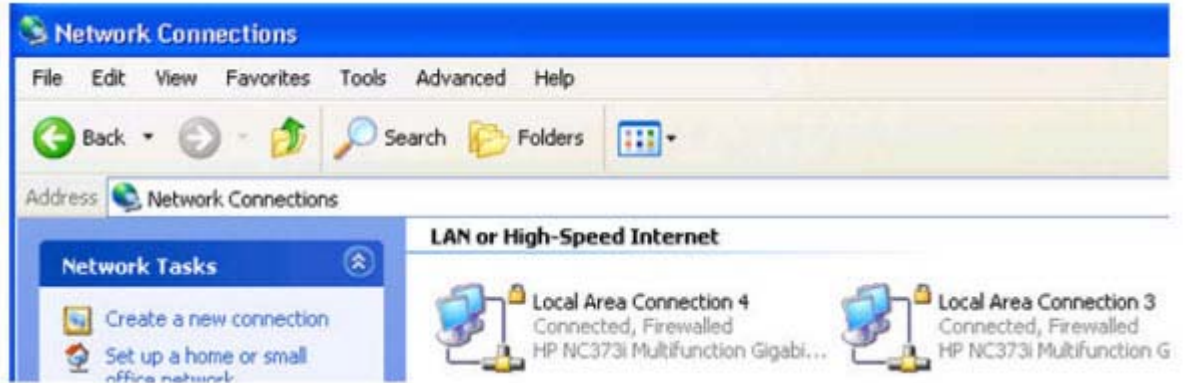 Network Connections
File Edit View Favorites Tools Advanced Help
Back Search Folders
Address Network Connections
LAN or High-Speed Internet
Network Tasks
Create a new connection
Set up a home or small
office network
Local Area Connection 4
Connected, Firewalled
HP NC373i Multifunction Gigabi...
Local Area Connection 3
Connected, Firewalled
HP NC373i Multifunction G